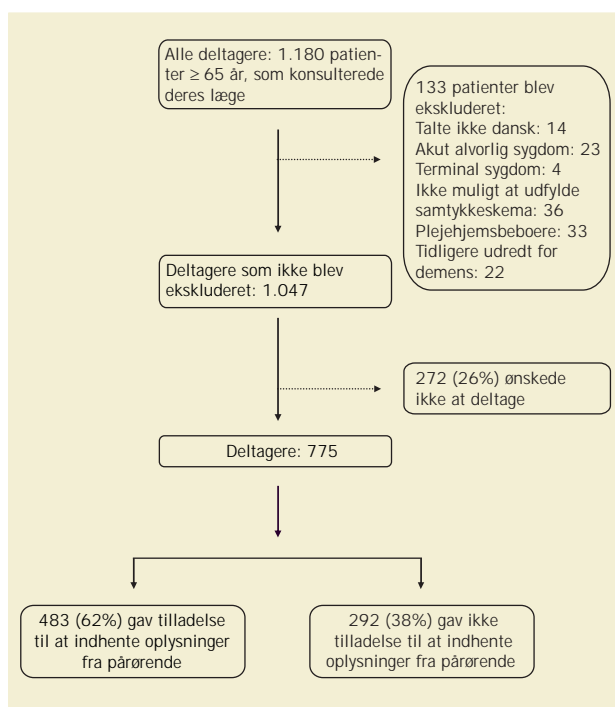 Alle deltagere: 1.180 patien-
ter ≥ 65 år, som konsulterede
deres læge
133 patienter blev
ekskluderet:
Talte ikke dansk: 14
Akut alvorlig sygdom: 23
Terminal sygdom: 4
Ikke muligt at udfylde
samtykkeskema: 36
Plejehjemsbeboere: 33
Tidligere udredt for
demens: 22
Deltagere som ikke blev
ekskluderet: 1.047
272 (26%) ønskede
ikke at deltage
Deltagere: 775
483 (62%) gav tilladelse
til at indhente oplysninger
fra pårørende
292 (38%) gav ikke
tilladelse til at indhente
oplysninger fra pårørende